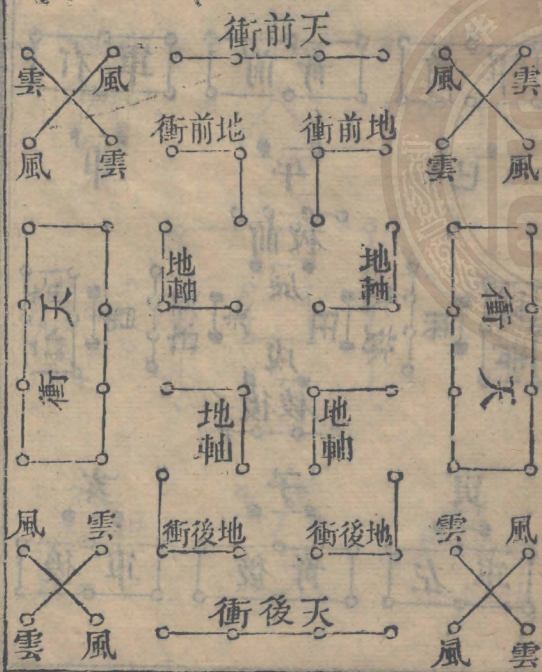 雲 風 天前衝 風 雲
風 雲 地前衝 地前衝 雲 風
衝天
地軸 地軸
天衝
地軸 地軸
風 雲 地後衝 地後衝 雲 風
雲 風 天後衝 風 雲